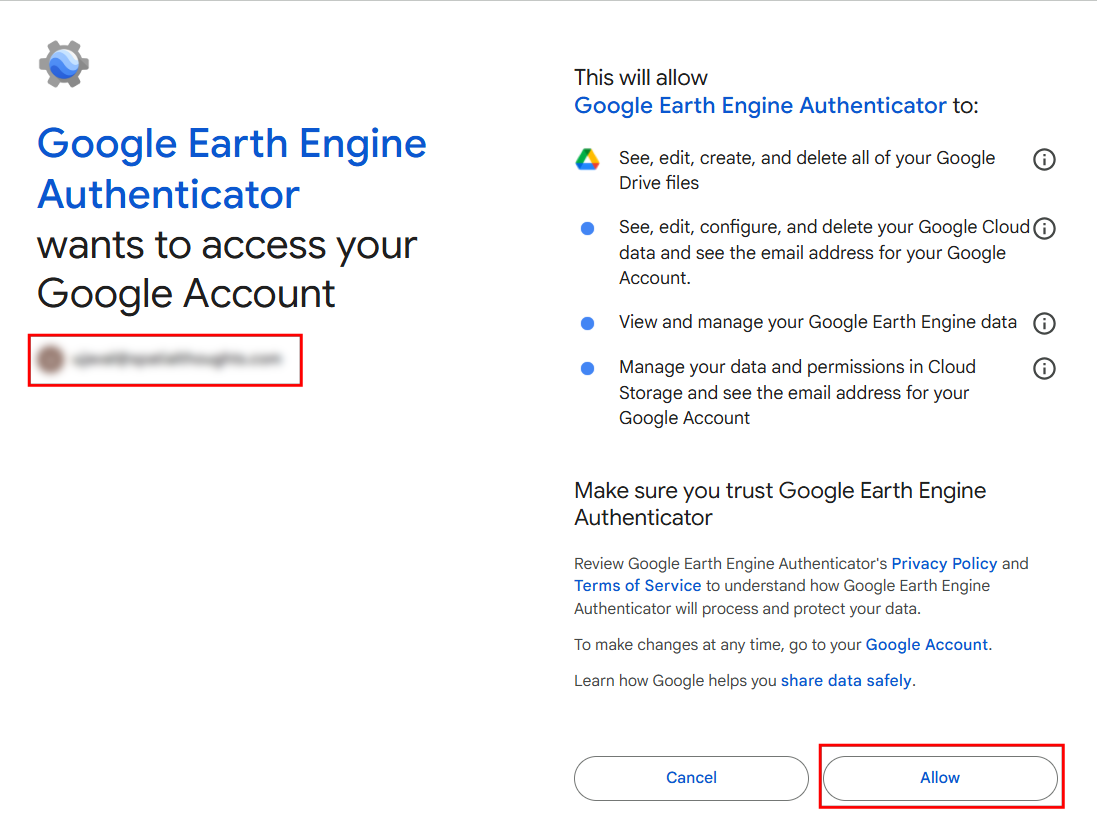 Google Earth Engine
Authenticator
wants to access your
Google Account
This will allow
Google Earth Engine Authenticator to:
See, edit, create, and delete all of your Google
Drive files
See, edit, configure, and delete your Google Cloud
data and see the email address for your Google
Account.
View and manage your Google Earth Engine data
Manage your data and permissions in Cloud
Storage and see the email address for your
Google Account
Make sure you trust Google Earth Engine
Authenticator
Review Google Earth Engine Authenticator's Privacy Policy and
Terms of Service to understand how Google Earth Engine
Authenticator will process and protect your data.
To make changes at any time, go to your Google Account.
Learn how Google helps you share data safely.
Cancel
Allow